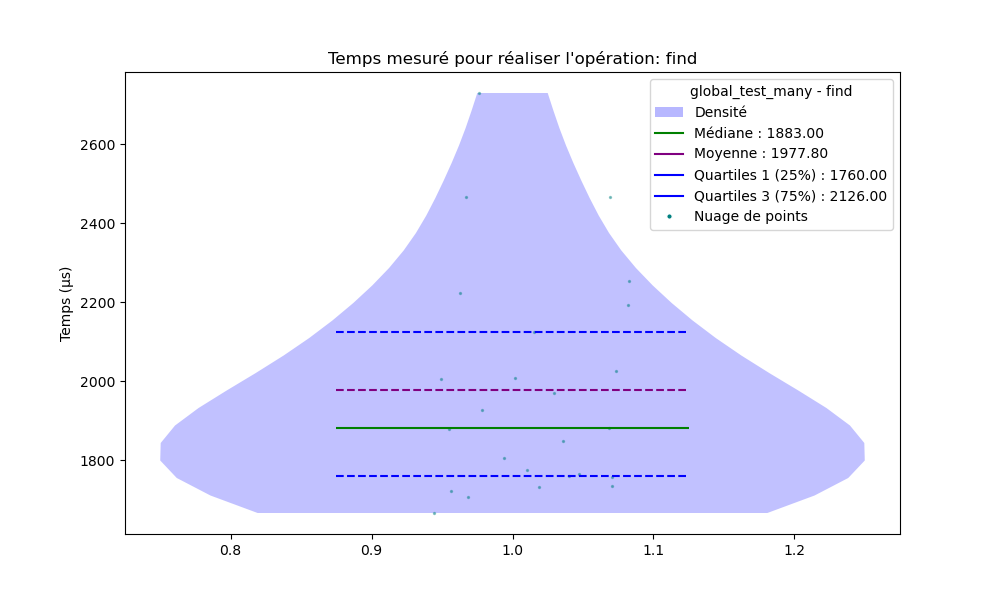 Temps mesuré pour réaliser l'opération: find
global_test_many - find
Densité
Médiane : 1883.00
Moyenne : 1977.80
Quartiles 1 (25%) : 1760.00
Quartiles 3 (75%) : 2126.00
Nuage de points
Temps (µs)
2600
2400
2200
2000
1800
0.8 0.9 1.0 1.1 1.2